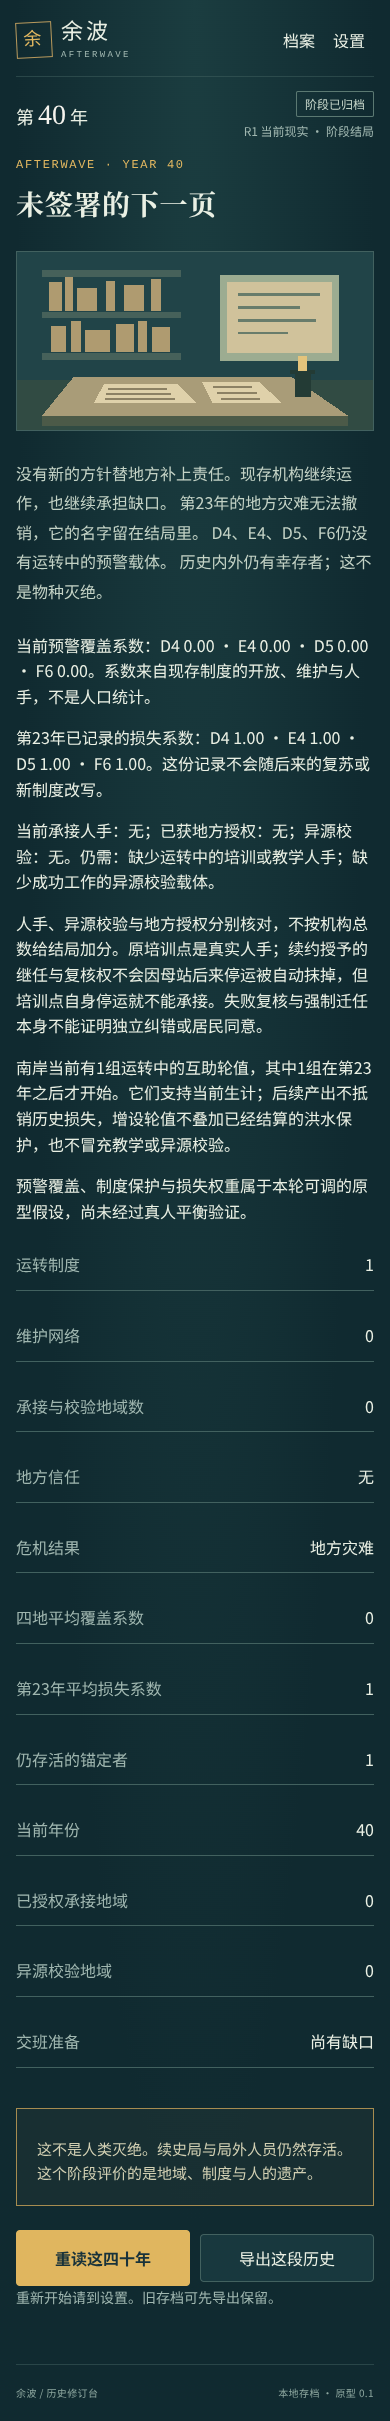 余
余波
AFTERWAVE
档案 设置
第 40 年
阶段已归档
R1 当前现实 · 阶段结局
AFTERWAVE · YEAR 40
未签署的下一页
没有新的方针替地方补上责任。现存机构继续运
作，也继续承担缺口。 第23年的地方灾难无法撤
销，它的名字留在结局里。 D4、E4、D5、F6仍没
有运转中的预警载体。 历史内外仍有幸存者；这不
是物种灭绝。
当前预警覆盖系数：D4 0.00 · E4 0.00 · D5 0.00
· F6 0.00。系数来自现存制度的开放、维护与人
手，不是人口统计。
第23年已记录的损失系数：D4 1.00 · E4 1.00 ·
D5 1.00 · F6 1.00。这份记录不会随后来的复苏或
新制度改写。
当前承接人手：无；已获地方授权：无；异源校
验：无。仍需：缺少运转中的培训或教学人手；缺
少成功工作的异源校验载体。
人手、异源校验与地方授权分别核对，不按机构总
数给结局加分。原培训点是真实人手；续约授予的
继任与复核权不会因母站后来停运被自动抹掉，但
培训点自身停运就不能承接。失败复核与强制迁任
本身不能证明独立纠错或居民同意。
南岸当前有1组运转中的互助轮值，其中1组在第23
年之后才开始。它们支持当前生计；后续产出不抵
销历史损失，增设轮值不叠加已经结算的洪水保
护，也不冒充教学或异源校验。
预警覆盖、制度保护与损失权重属于本轮可调的原
型假设，尚未经过真人平衡验证。
运转制度 1
维护网络 0
承接与校验地域数 0
地方信任 无
危机结果 地方灾难
四地平均覆盖系数 0
第23年平均损失系数 1
仍存活的锚定者 1
当前年份 40
已授权承接地域 0
异源校验地域 0
交班准备 尚有缺口
这不是人类灭绝。续史局与局外人员仍然存活。
这个阶段评价的是地域、制度与人的遗产。
重读这四十年 导出这段历史
重新开始请到设置。旧存档可先导出保留。
余波 / 历史修订台 本地存档 · 原型 0.1